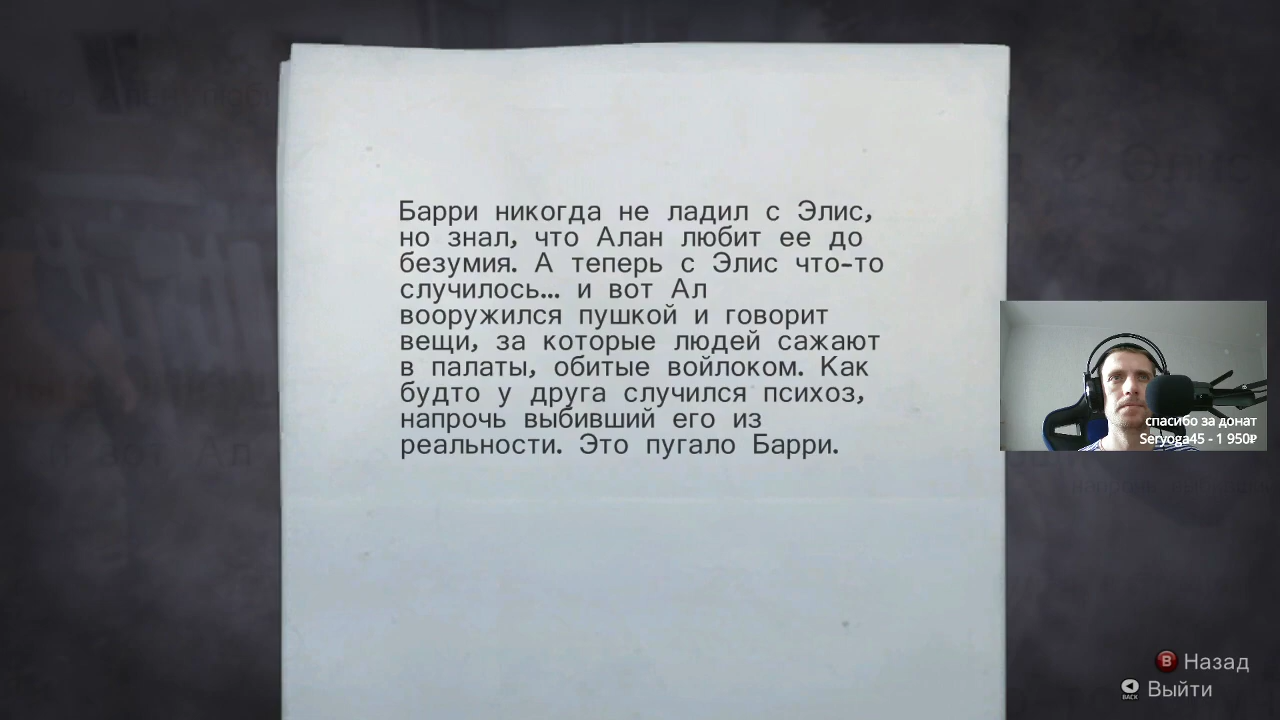 Барри никогда не ладил с Элис,
но знал, что Алан любит ее до
безумия. А теперь с Элис что-то
случилось... и вот Ал
вооружился пушкой и говорит
вещи, за которые людей сажают
в палаты, обитые войлоком. Как
будто у друга случился психоз,
напрочь выбивший его из
реальности. Это пугало Барри.
спасибо за донат
Seryoga45 - 1 950₽
B Назад
BACK Выйти